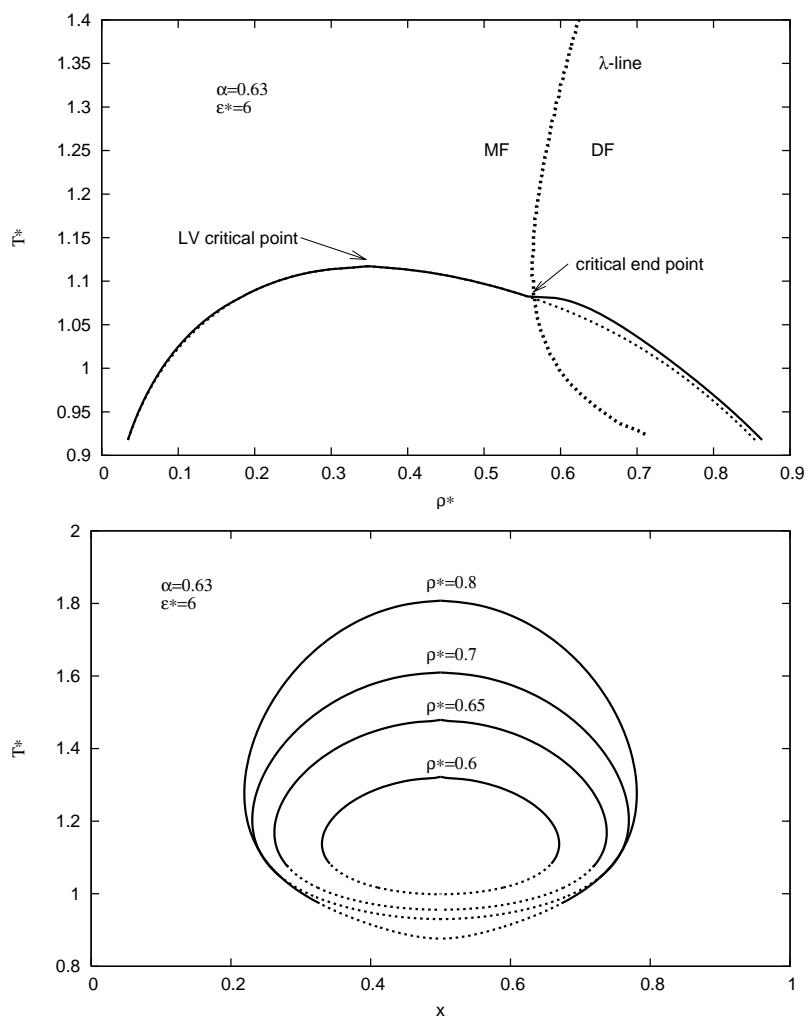 1.4
1.35
1.3
1.25
1.2
1.15
1.1
1.05
1
0.95
0.9
T*
α=0.63
ε*=6
λ-line
MF DF
LV critical point
critical end point
0 0.1 0.2 0.3 0.4 0.5 0.6 0.7 0.8 0.9
ρ*
2
1.8
1.6
1.4
1.2
1
0.8
T*
α=0.63
ε*=6
ρ*=0.8
ρ*=0.7
ρ*=0.65
ρ*=0.6
0 0.2 0.4 0.6 0.8 1
x